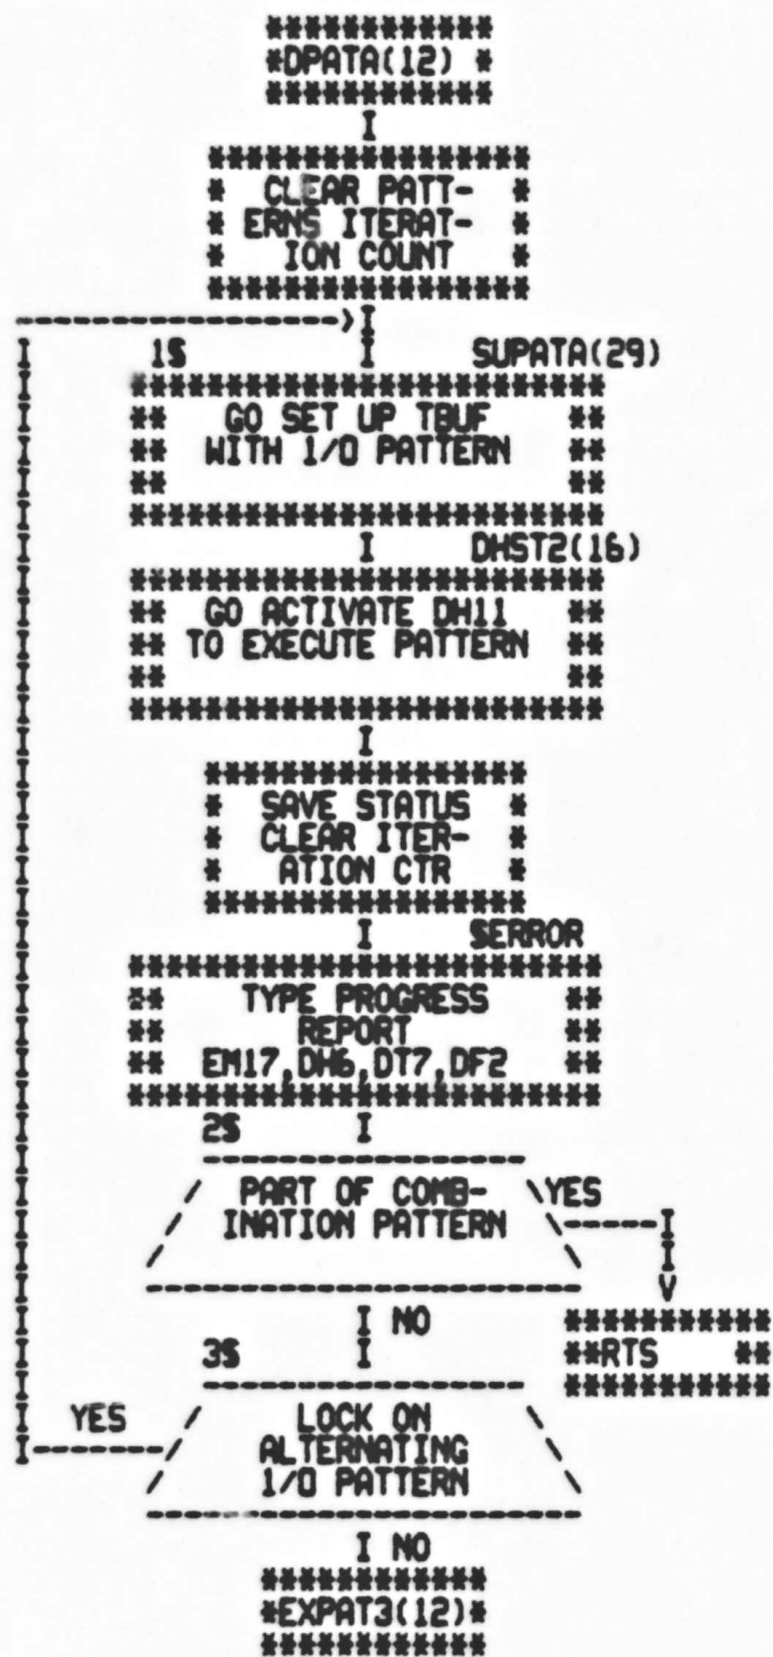 ************
*DPATA(12) *
************
I
*****************
* CLEAR PATT- *
* ERNS ITERAT- *
* ION COUNT *
*****************
------------------>I
I 1$ I SUPATA(29)
*************************
** GO SET UP TBUF **
** WITH 1/0 PATTERN **
** **
*************************
I DHST2(16)
*************************
** GO ACTIVATE DH11 **
** TO EXECUTE PATTERN **
** **
*************************
I
*****************
* SAVE STATUS *
* CLEAR ITER- *
* ATION CTR *
*****************
I $ERROR
*************************
** TYPE PROGRESS **
** REPORT **
** EM17,DH6,DT7,DF2 **
*************************
2$ I
-----------------
/ PART OF COMB- \YES
/ INATION PATTERN \-----I
/ \ I
----------------------- V
I NO ***********
3$ I **RTS **
----------------- ***********
I YES / LOCK ON \
I-------/ ALTERNATING \
/ 1/0 PATTERN \
-----------------------
I NO
************
*EXPAT3(12)*
************